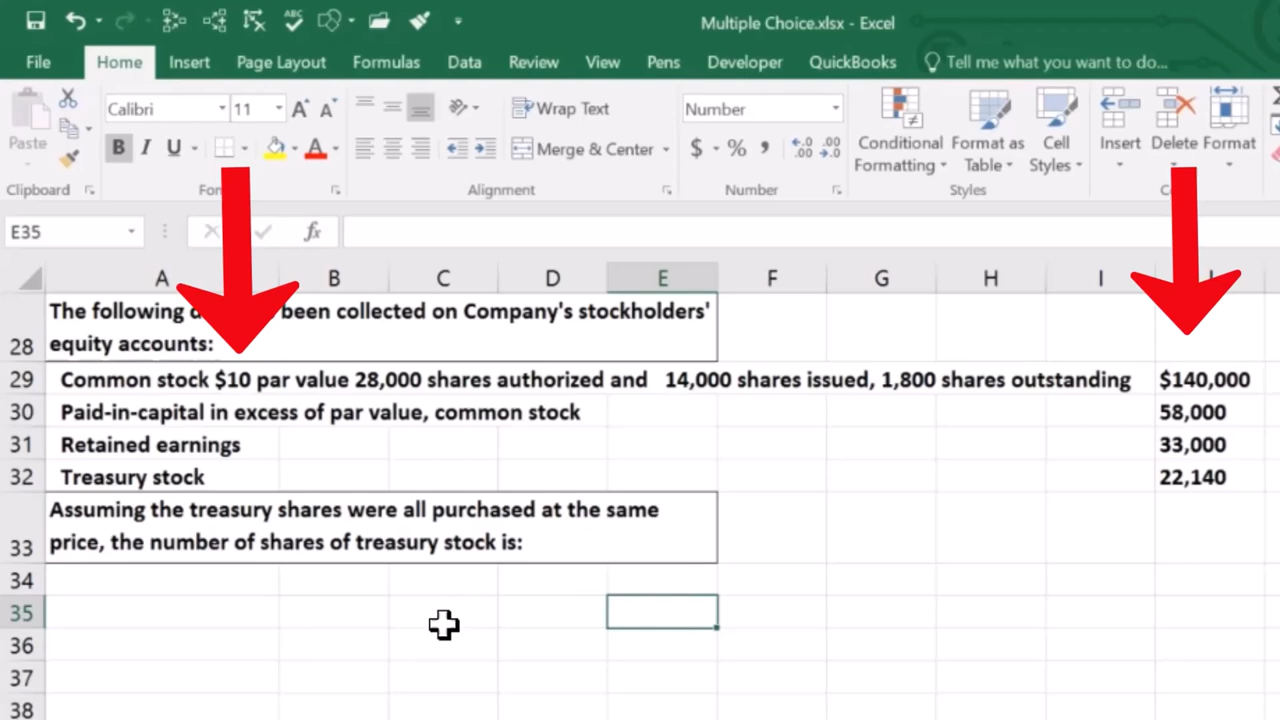 Multiple Choice.xlsx - Excel
File Home Insert Page Layout Formulas Data Review View Pens Developer QuickBooks Tell me what you want to do...
Paste
Calibri 11 A A
B I U A
Wrap Text
Merge & Center
Number
$ % ,
Conditional Formatting
Format as Table
Cell Styles
Insert Delete Format
Clipboard Alignment Number Styles
E35 fx
A B C D E F G H I
28 The following been collected on Company's stockholders'
equity accounts:
29 Common stock $10 par value 28,000 shares authorized and 14,000 shares issued, 1,800 shares outstanding $140,000
30 Paid-in-capital in excess of par value, common stock 58,000
31 Retained earnings 33,000
32 Treasury stock 22,140
Assuming the treasury shares were all purchased at the same
33 price, the number of shares of treasury stock is:
34
35
36
37
38